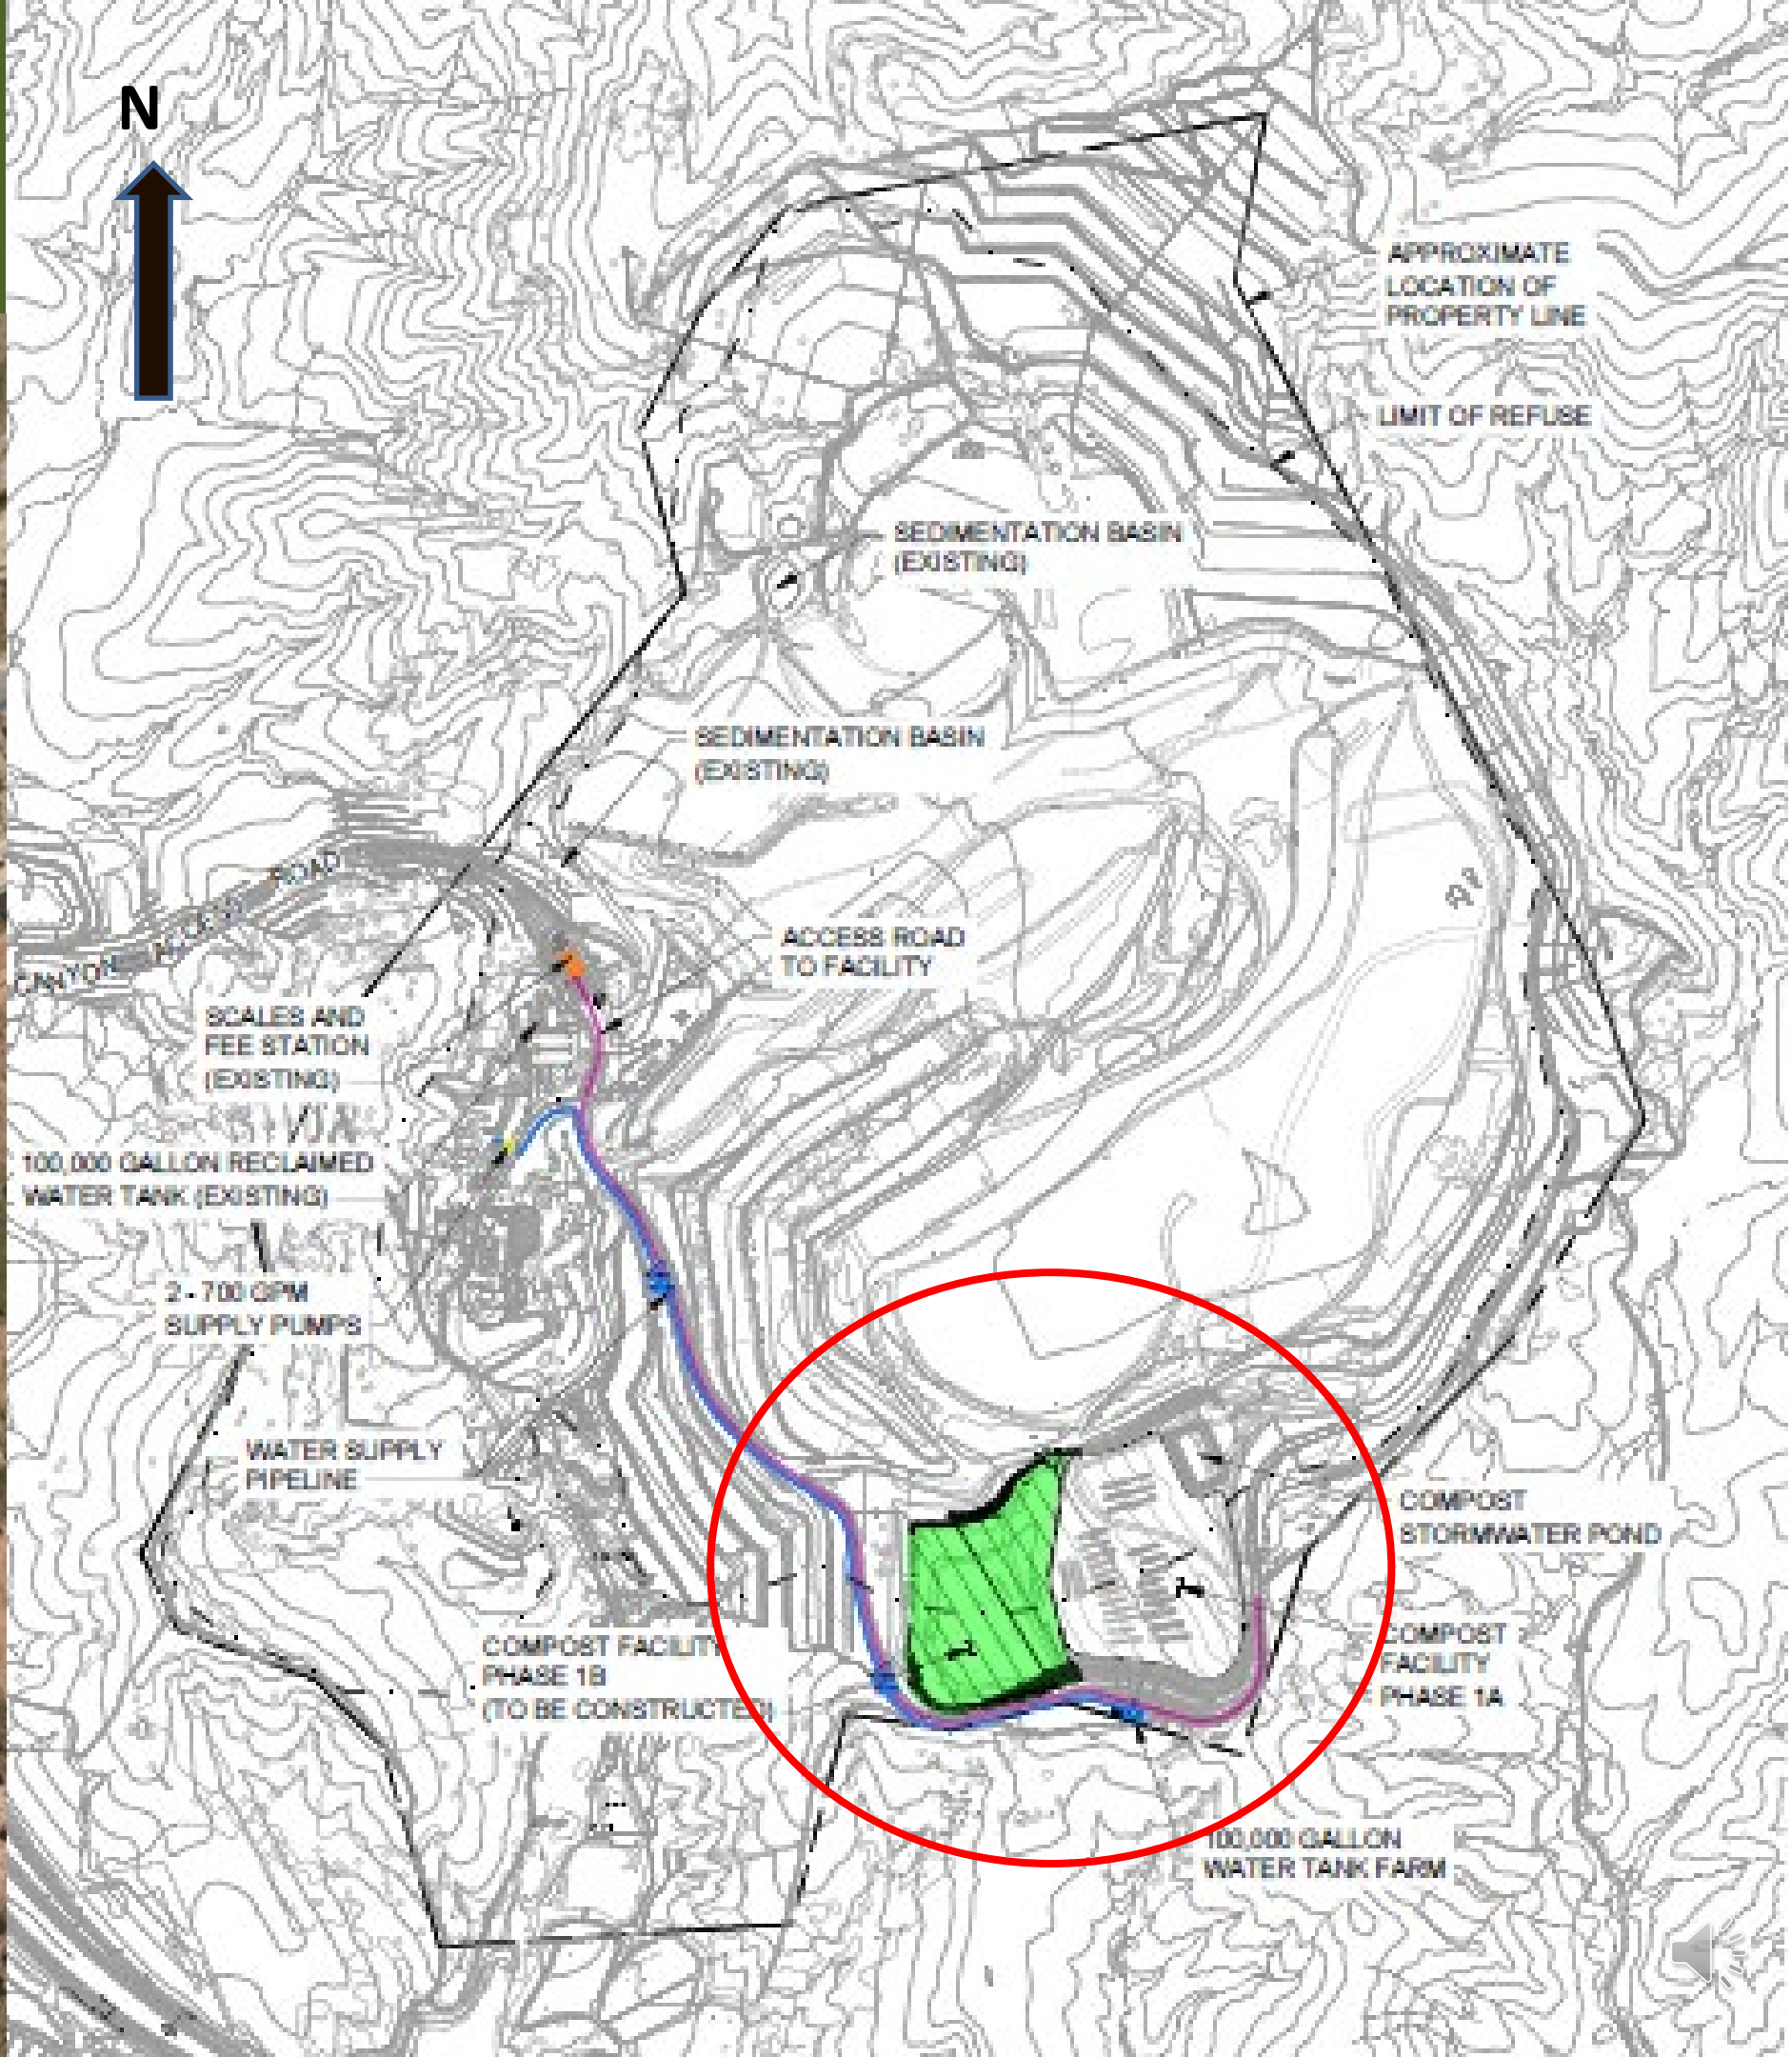 N
APPROXIMATE
LOCATION OF
PROPERTY LINE
LIMIT OF REFUSE
SEDIMENTATION BASIN
(EXISTING)
SEDIMENTATION BASIN
(EXISTING)
CANYON ACCESS ROAD
ACCESS ROAD
TO FACILITY
SCALES AND
FEE STATION
(EXISTING)
100,000 GALLON RECLAIMED
WATER TANK (EXISTING)
2 - 700 GPM
SUPPLY PUMPS
WATER SUPPLY
PIPELINE
COMPOST
STORMWATER POND
COMPOST FACILITY
PHASE 1B
(TO BE CONSTRUCTED)
COMPOST
FACILITY
PHASE 1A
100,000 GALLON
WATER TANK FARM